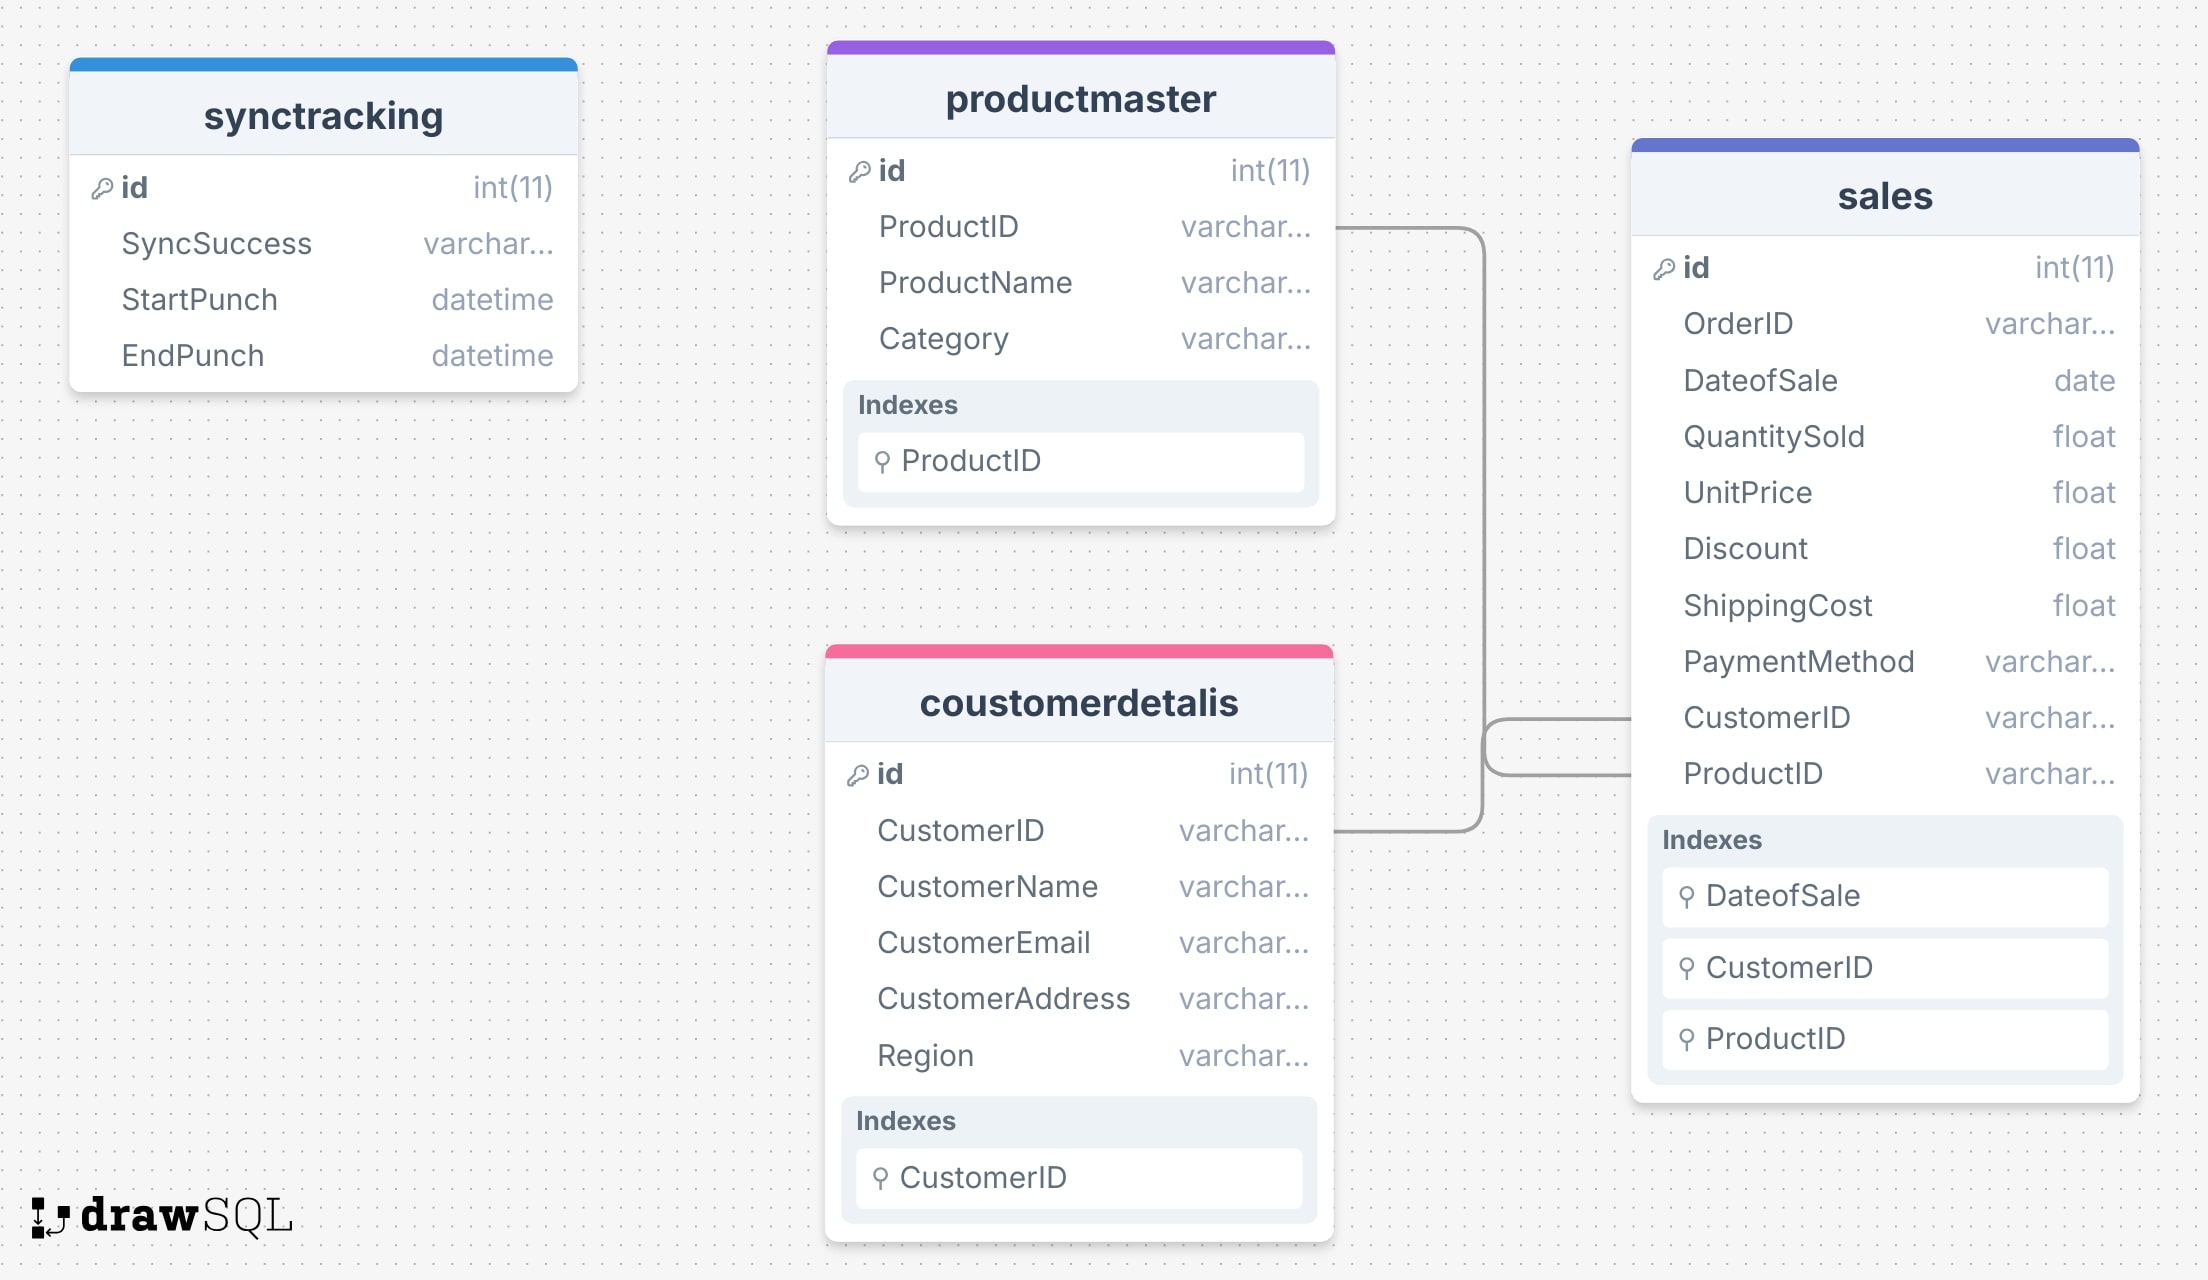 synctracking
id int(11)
SyncSuccess varchar...
StartPunch datetime
EndPunch datetime
productmaster
id int(11)
ProductID varchar...
ProductName varchar...
Category varchar...
Indexes
ProductID
coustomerdetalis
id int(11)
CustomerID varchar...
CustomerName varchar...
CustomerEmail varchar...
CustomerAddress varchar...
Region varchar...
Indexes
CustomerID
sales
id int(11)
OrderID varchar...
DateofSale date
QuantitySold float
UnitPrice float
Discount float
ShippingCost float
PaymentMethod varchar...
CustomerID varchar...
ProductID varchar...
Indexes
DateofSale
CustomerID
ProductID
drawSQL